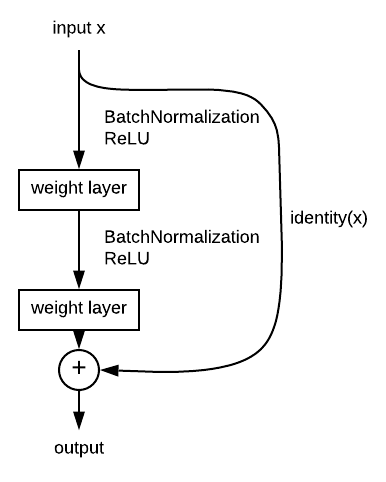 input x
BatchNormalization
ReLU
weight layer
identity(x)
BatchNormalization
ReLU
weight layer
+
output